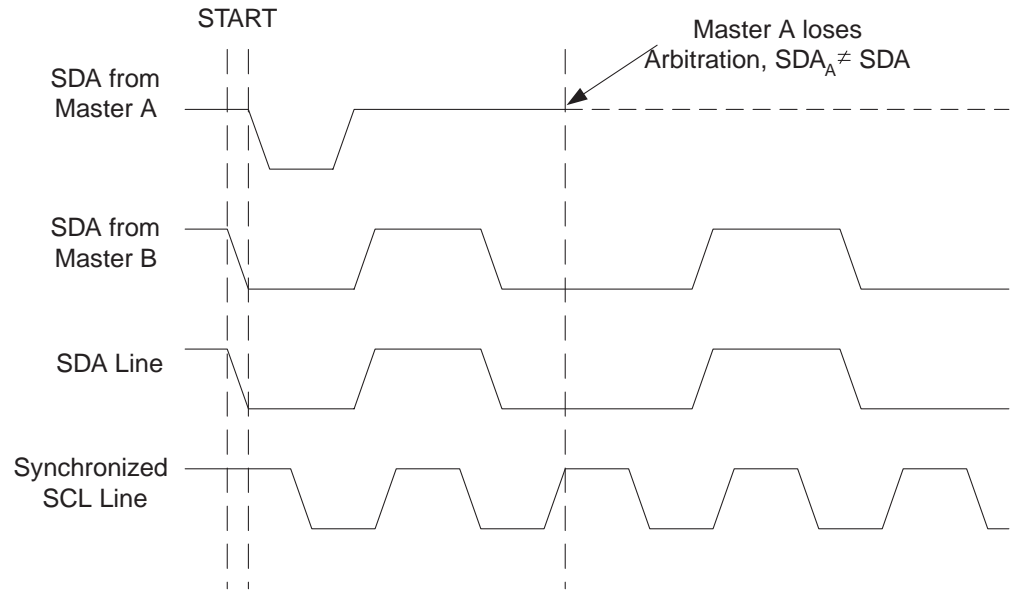 START
Master A loses
Arbitration, SDA_A ≠ SDA
SDA from
Master A
SDA from
Master B
SDA Line
Synchronized
SCL Line